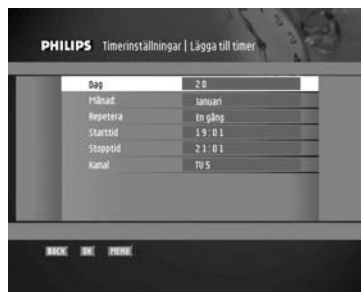 PHILIPS Timerinställningar | Lägga till timer
Dag 20
Månad: Januari
Repetera En gång
Starttid 19:01
Stopptid 21:01
Kanal TV 5
BACK OK MENU